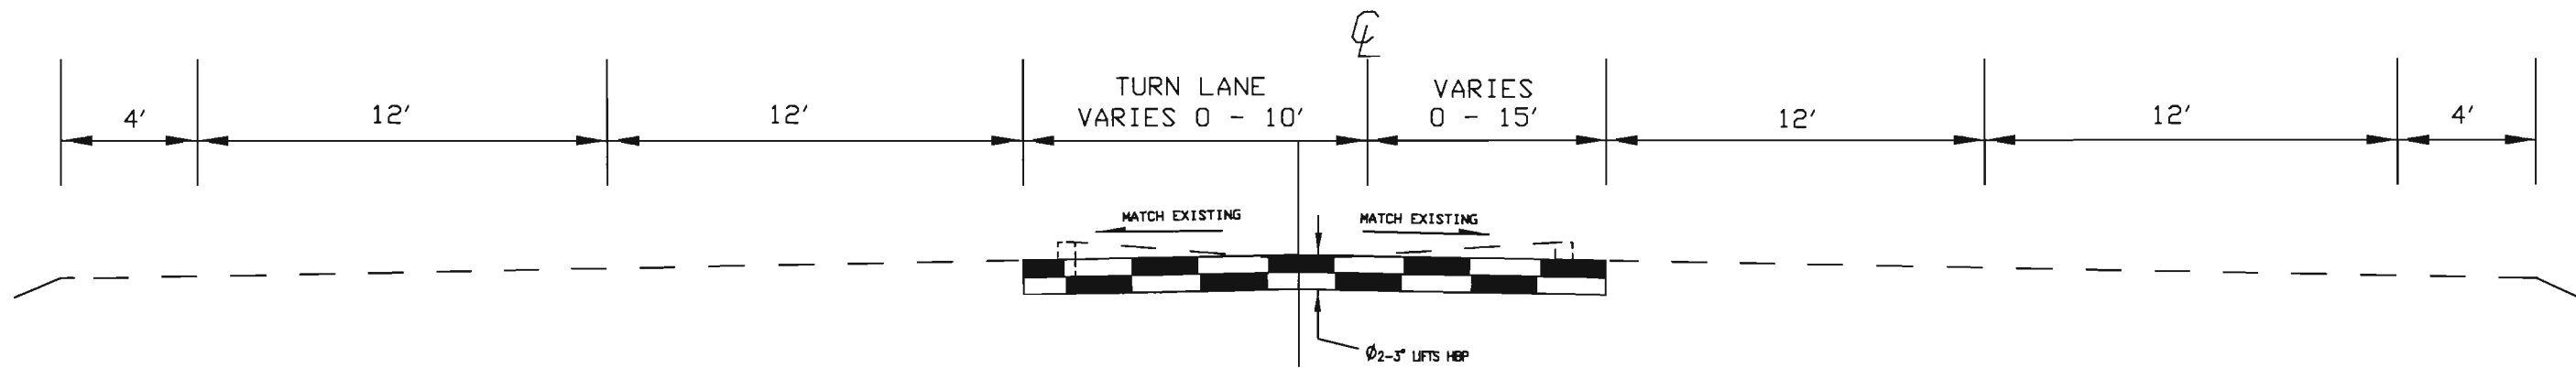 ℄
4' 12' 12' TURN LANE VARIES 12' 12' 4'
VARIES 0 - 10' 0 - 15'
MATCH EXISTING MATCH EXISTING
Ø2-3" LIFTS HBP